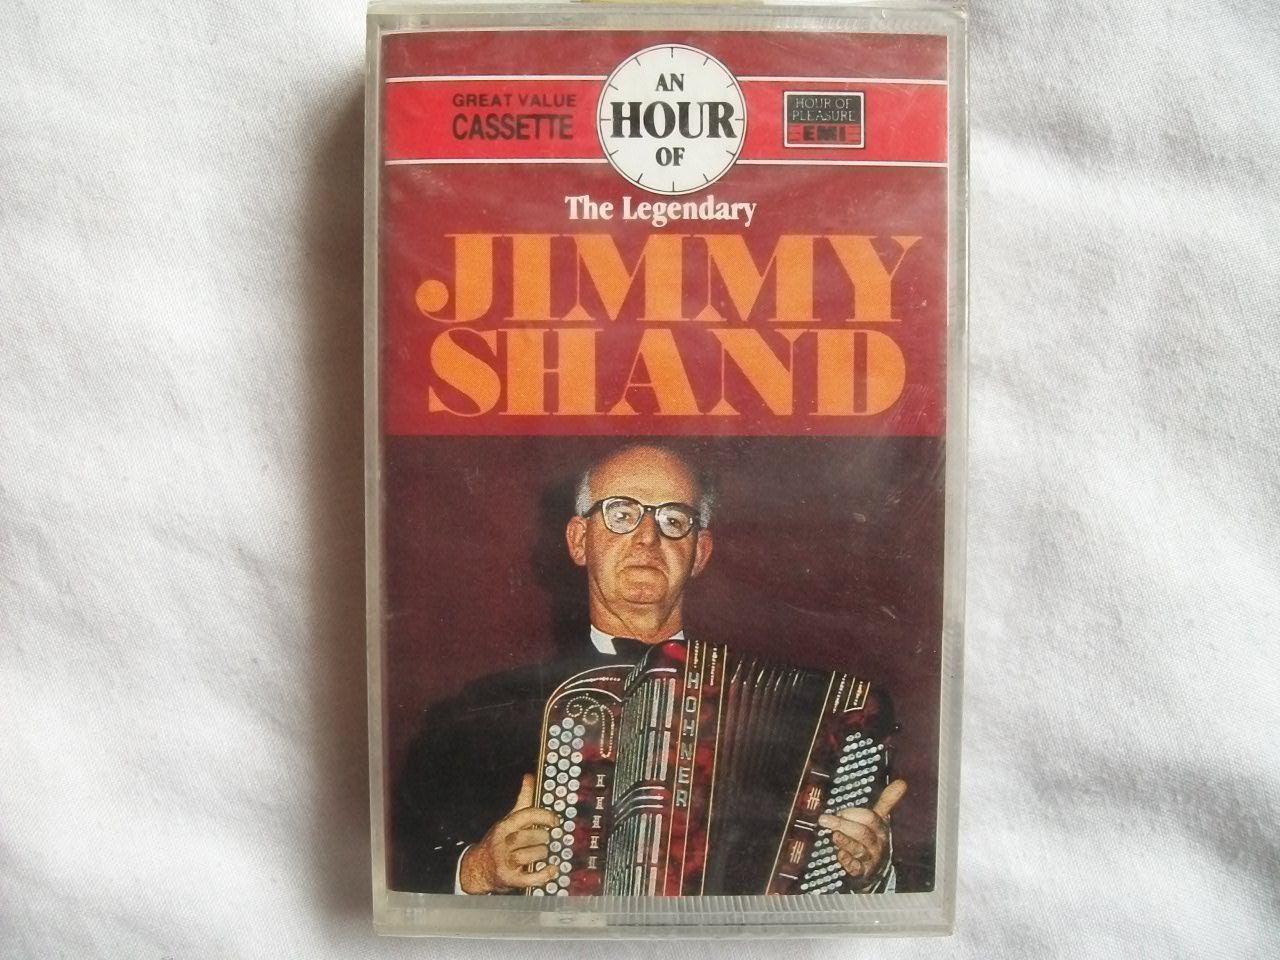 GREAT VALUE
CASSETTE
AN
HOUR
OF
HOUR OF
PLEASURE
EMI
The Legendary
JIMMY
SHAND
HOHNER